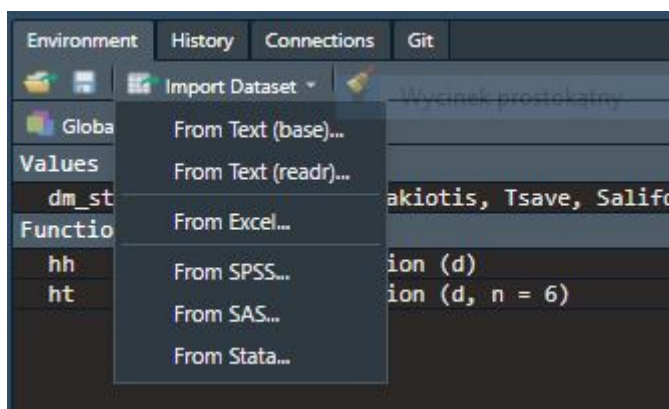 Environment History Connections Git
Import Dataset
Wycinek prostokątny
Globa
From Text (base)...
Values
From Text (readr)...
dm_st akiotis, Tsave, Salifo
Functio
From Excel...
hh ion (d)
From SPSS...
ht ion (d, n = 6)
From SAS...
From Stata...